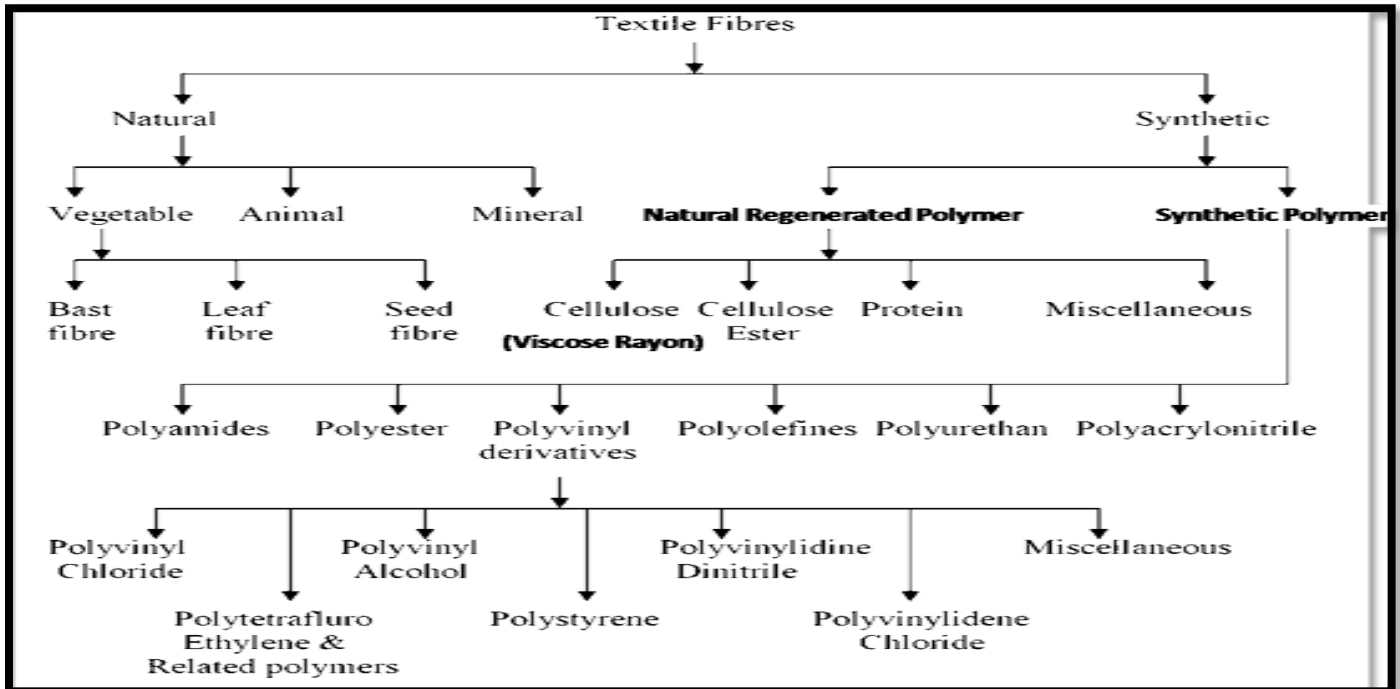 Textile Fibres
Natural
Synthetic
Vegetable
Animal
Mineral
Natural Regenerated Polymer
Synthetic Polymer
Bast
fibre
Leaf
fibre
Seed
fibre
Cellulose
(Viscose Rayon)
Cellulose
Ester
Protein
Miscellaneous
Polyamides
Polyester
Polyvinyl
derivatives
Polyolefines
Polyurethan
Polyacrylonitrile
Polyvinyl
Chloride
Polyvinyl
Alcohol
Polyvinylidine
Dinitrile
Miscellaneous
Polytetrafluro
Ethylene &
Related polymers
Polystyrene
Polyvinylidene
Chloride